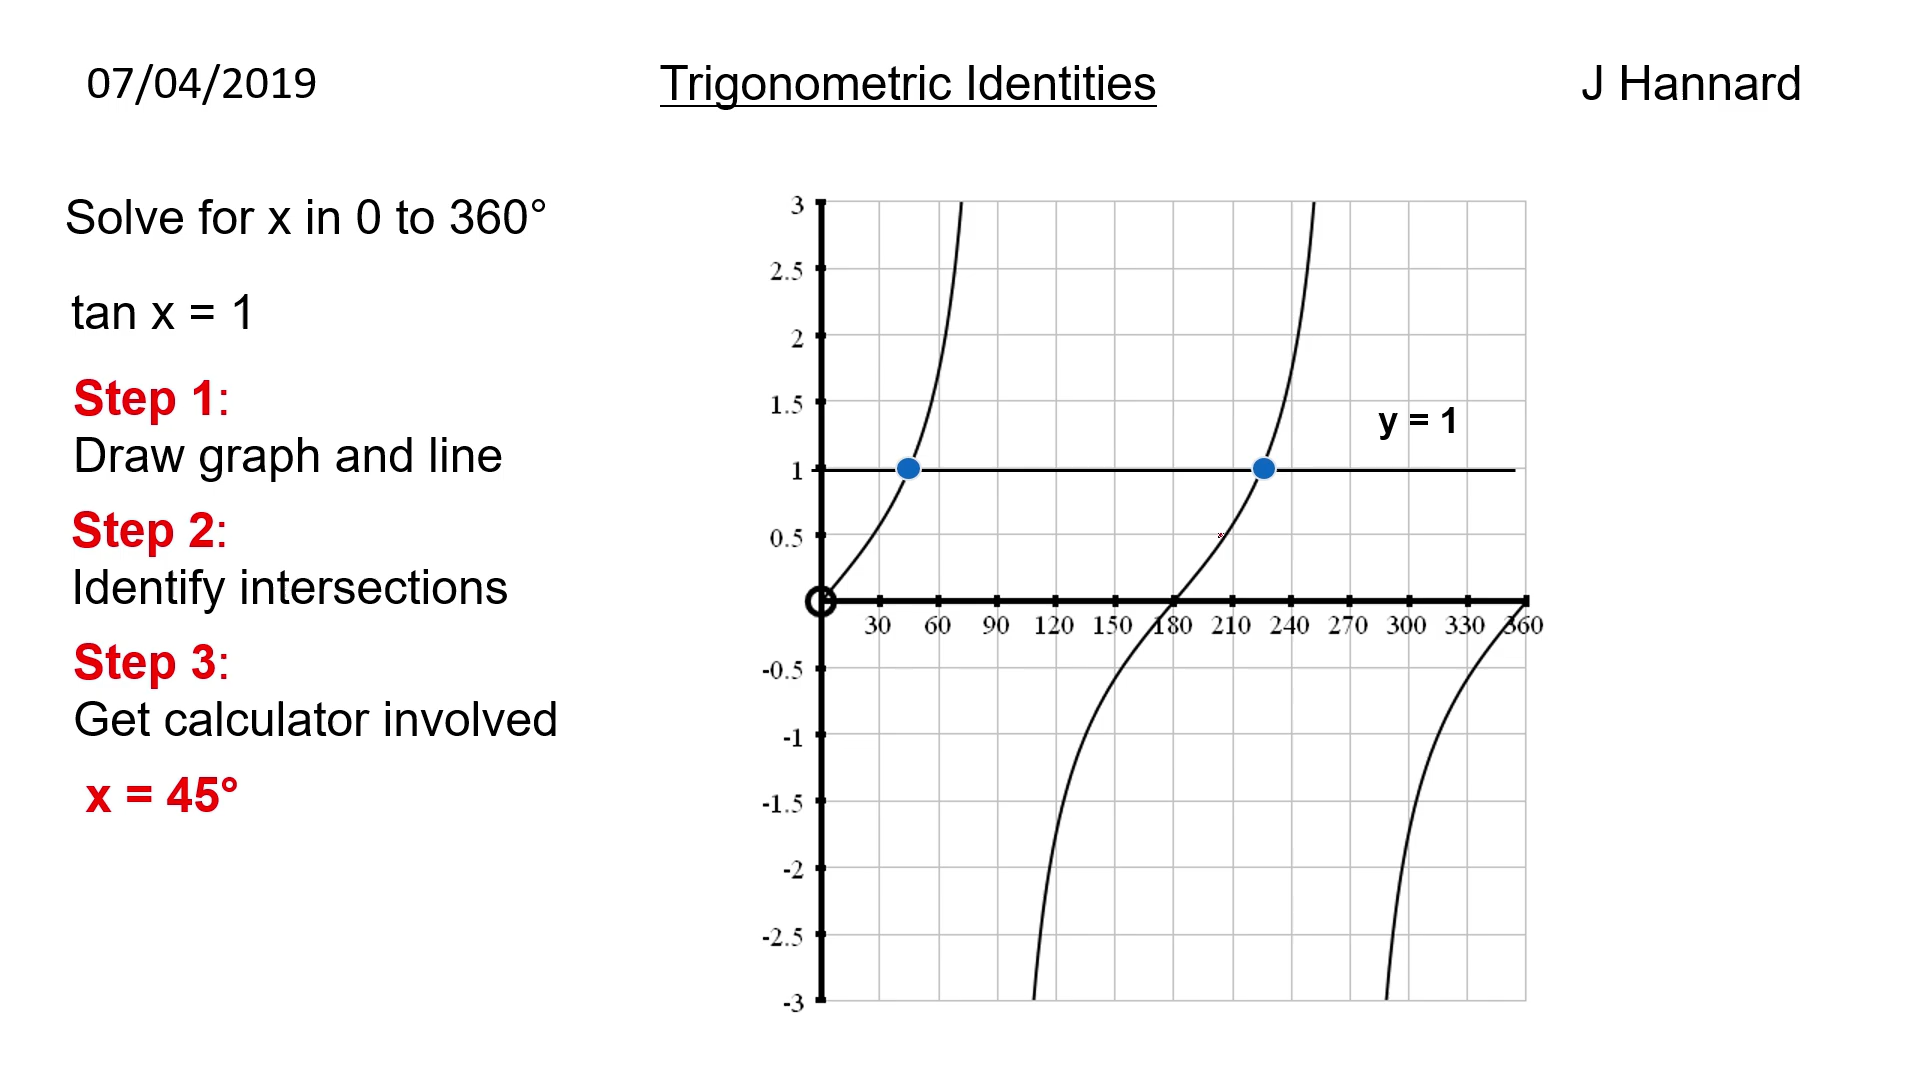 07/04/2019
Trigonometric Identities
J Hannard
Solve for x in 0 to 360°
tan x = 1
Step 1:
Draw graph and line
Step 2:
Identify intersections
Step 3:
Get calculator involved
x = 45°
3
2.5
2
1.5
y = 1
1
0.5
30 60 90 120 150 180 210 240 270 300 330 360
-0.5
-1
-1.5
-2
-2.5
-3